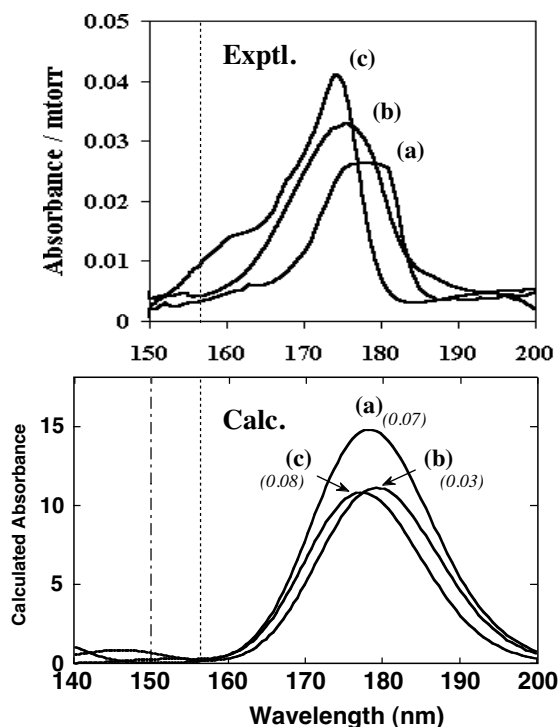 0.05
Exptl.
(c)
0.04
(b)
0.03
(a)
0.02
0.01
0
Absorbance / mtorr
150 160 170 180 190 200
15
Calc.
(a)
(0.07)
(c)
(b)
(0.08)
(0.03)
10
5
0
Calculated Absorbance
140 150 160 170 180 190 200
Wavelength (nm)